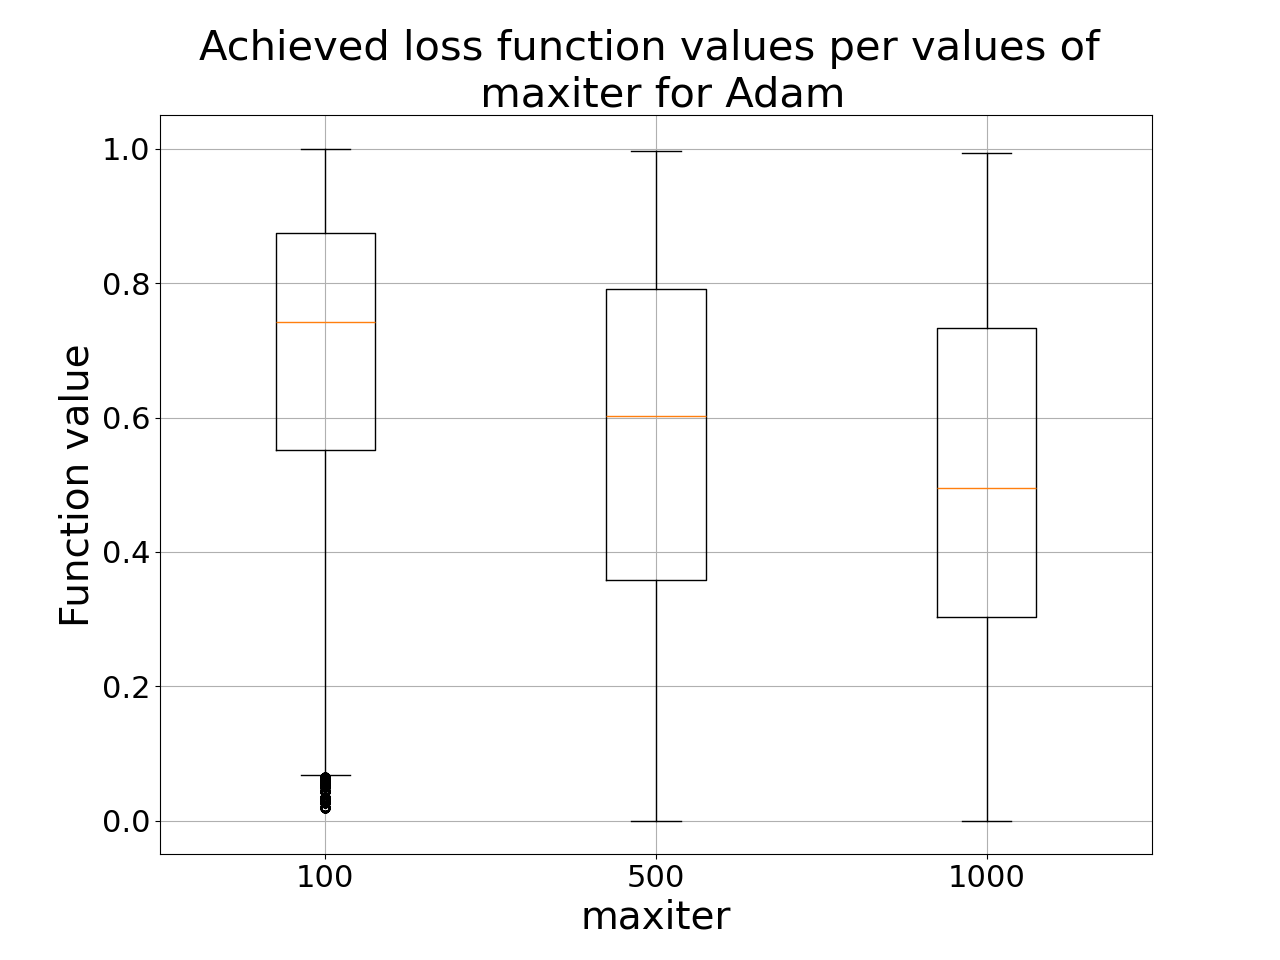 Achieved loss function values per values of
maxiter for Adam
Function value
1.0
0.8
0.6
0.4
0.2
0.0
100 500 1000
maxiter